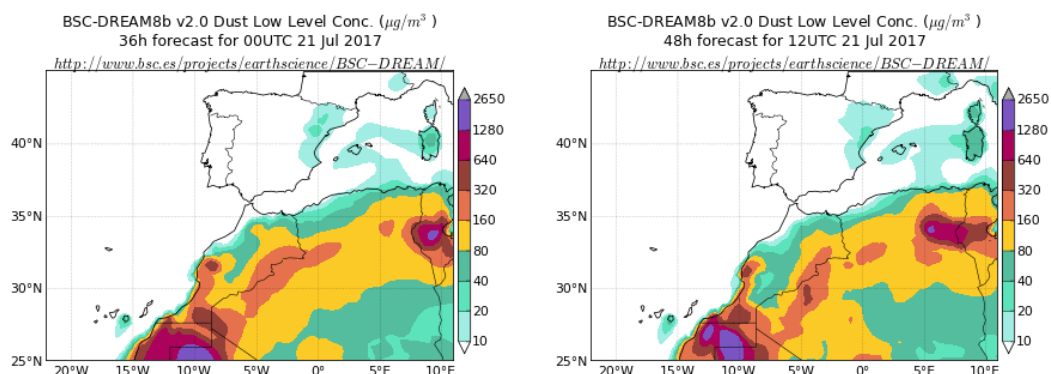 BSC-DREAM8b v2.0 Dust Low Level Conc. (μg/m³ )
36h forecast for 00UTC 21 Jul 2017
http://www.bsc.es/projects/earthscience/BSC−DREAM/
40°N
35°N
30°N
25°N
20°W
15°W
10°W
5°W
0°
5°E
10°E
2650
1280
640
320
160
80
40
20
10
BSC-DREAM8b v2.0 Dust Low Level Conc. (μg/m³ )
48h forecast for 12UTC 21 Jul 2017
http://www.bsc.es/projects/earthscience/BSC−DREAM/
40°N
35°N
30°N
25°N
20°W
15°W
10°W
5°W
0°
5°E
10°E
2650
1280
640
320
160
80
40
20
10